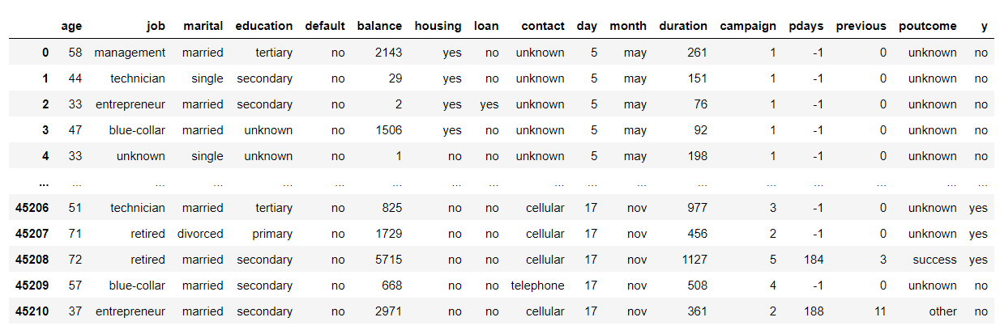 age job marital education default balance housing loan contact day month duration campaign pdays previous poutcome y
0 58 management married tertiary no 2143 yes no unknown 5 may 261 1 -1 0 unknown no
1 44 technician single secondary no 29 yes no unknown 5 may 151 1 -1 0 unknown no
2 33 entrepreneur married secondary no 2 yes yes unknown 5 may 76 1 -1 0 unknown no
3 47 blue-collar married unknown no 1506 yes no unknown 5 may 92 1 -1 0 unknown no
4 33 unknown single unknown no 1 no no unknown 5 may 198 1 -1 0 unknown no
... ... ... ... ... ... ... ... ... ... ... ... ... ... ... ... ... ...
45206 51 technician married tertiary no 825 no no cellular 17 nov 977 3 -1 0 unknown yes
45207 71 retired divorced primary no 1729 no no cellular 17 nov 456 2 -1 0 unknown yes
45208 72 retired married secondary no 5715 no no cellular 17 nov 1127 5 184 3 success yes
45209 57 blue-collar married secondary no 668 no no telephone 17 nov 508 4 -1 0 unknown no
45210 37 entrepreneur married secondary no 2971 no no cellular 17 nov 361 2 188 11 other no